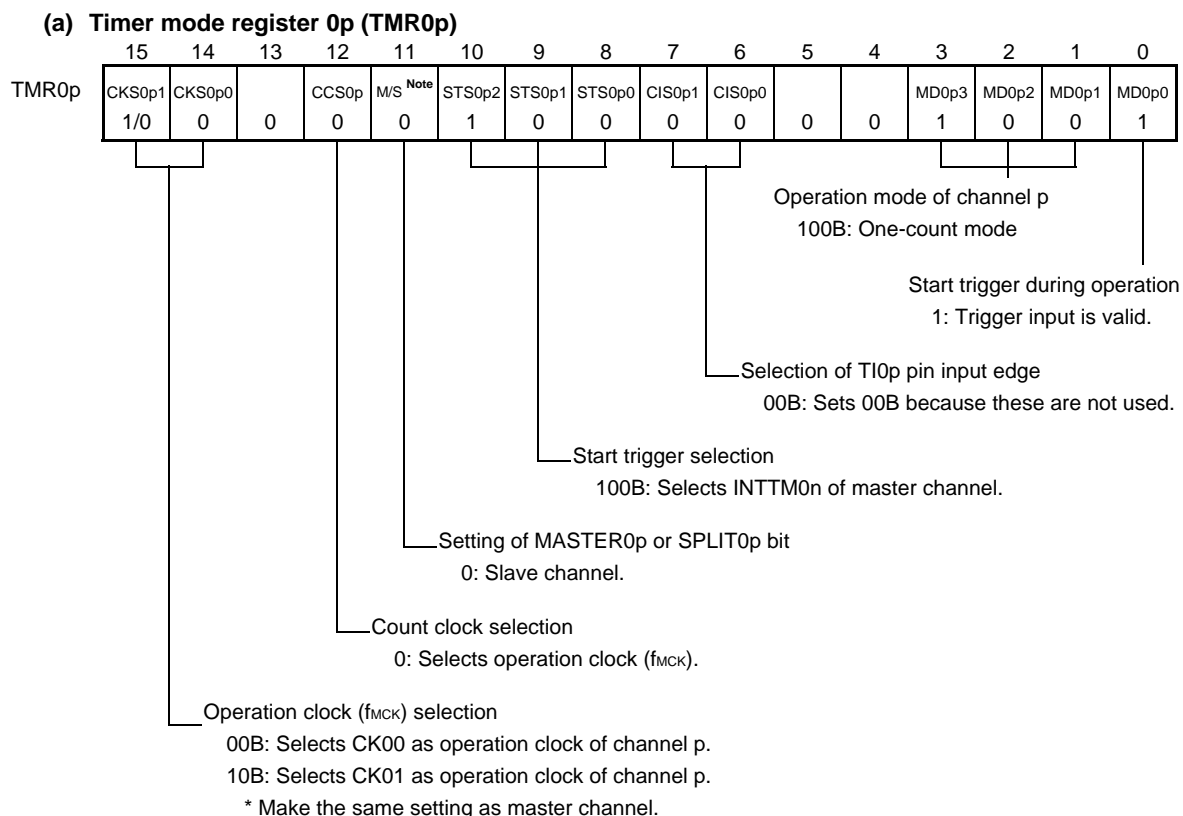 (a) Timer mode register 0p (TMR0p)
15 14 13 12 11 10 9 8 7 6 5 4 3 2 1 0
TMR0p CKS0p1 CKS0p0 CCS0p M/S Note STS0p2 STS0p1 STS0p0 CIS0p1 CIS0p0 MD0p3 MD0p2 MD0p1 MD0p0
1/0 0 0 0 0 1 0 0 0 0 0 0 1 0 0 1
Operation mode of channel p
100B: One-count mode
Start trigger during operation
1: Trigger input is valid.
Selection of TI0p pin input edge
00B: Sets 00B because these are not used.
Start trigger selection
100B: Selects INTTM0n of master channel.
Setting of MASTER0p or SPLIT0p bit
0: Slave channel.
Count clock selection
0: Selects operation clock (fMCK).
Operation clock (fMCK) selection
00B: Selects CK00 as operation clock of channel p.
10B: Selects CK01 as operation clock of channel p.
* Make the same setting as master channel.